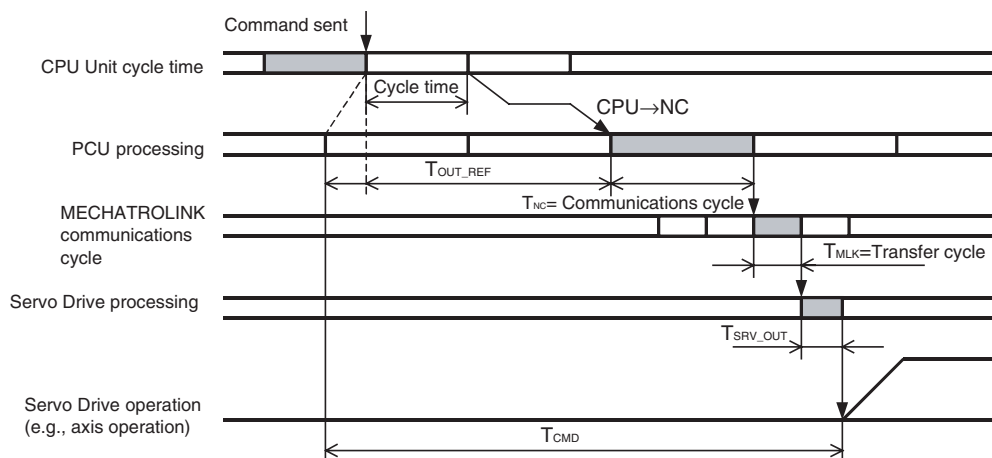 Command sent
CPU Unit cycle time
Cycle time
CPU→NC
PCU processing
TOUT_REF
TNC= Communications cycle
MECHATROLINK
communications
cycle
TMLK=Transfer cycle
Servo Drive processing
TSRV_OUT
Servo Drive operation
(e.g., axis operation)
TCMD